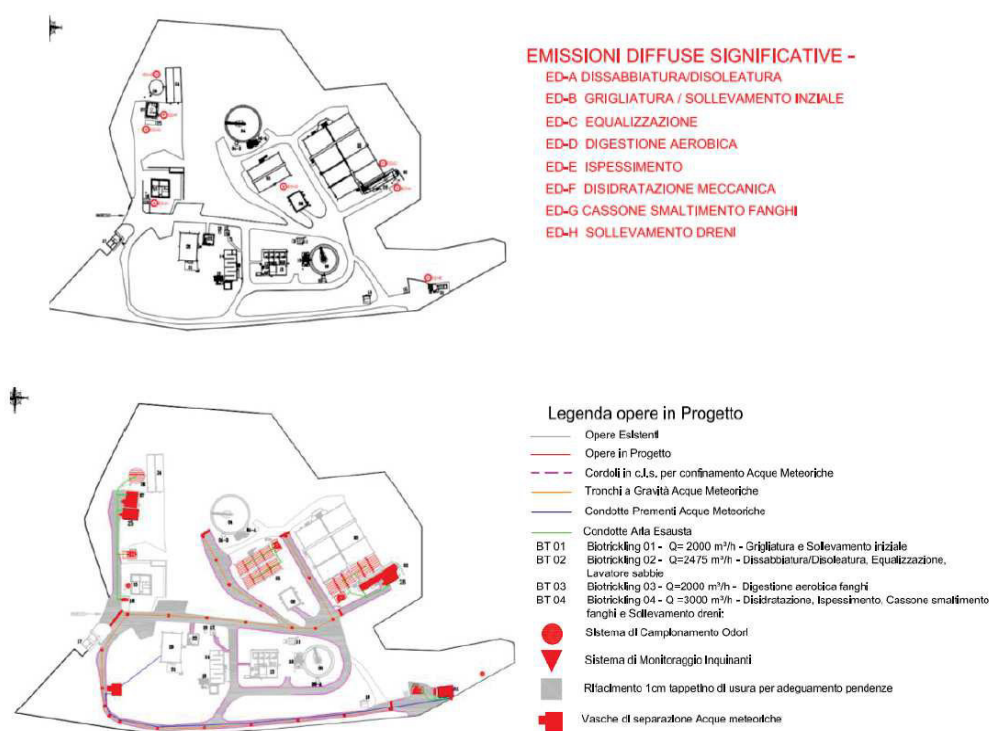 EMISSIONI DIFFUSE SIGNIFICATIVE -
ED-A DISSABBIATURA/DISOLEATURA
ED-B GRIGLIATURA / SOLLEVAMENTO INZIALE
ED-C EQUALIZZAZIONE
ED-D DIGESTIONE AEROBICA
ED-E ISPESSIMENTO
ED-F DISIDRATAZIONE MECCANICA
ED-G CASSONE SMALTIMENTO FANGHI
ED-H SOLLEVAMENTO DRENI
Legenda opere in Progetto
Opere Esistenti
Opere in Progetto
Cordoli in c.l.s. per confinamento Acque Meteoriche
Tronchi a Gravità Acque Meteoriche
Condotte Prementi Acque Meteoriche
Condotte Aria Esausta
BT 01 Biotrickling 01 - Q= 2000 m³/h - Grigliatura e Sollevamento iniziale
BT 02 Biotrickling 02 - Q=2475 m³/h - Dissabbiatura/Disoleatura, Equalizzazione,
Lavatore sabbie
BT 03 Biotrickling 03 - Q=2000 m³/h - Digestione aerobica fanghi
BT 04 Biotrickling 04 - Q =3000 m³/h - Disidratazione, Ispessimento, Cassone smaltimento
fanghi e Sollevamento dreni:
Sistema di Campionamento Odori
Sistema di Monitoraggio Inquinanti
Rifacimento 1cm tappetino di usura per adeguamento pendenze
Vasche di separazione Acque meteoriche